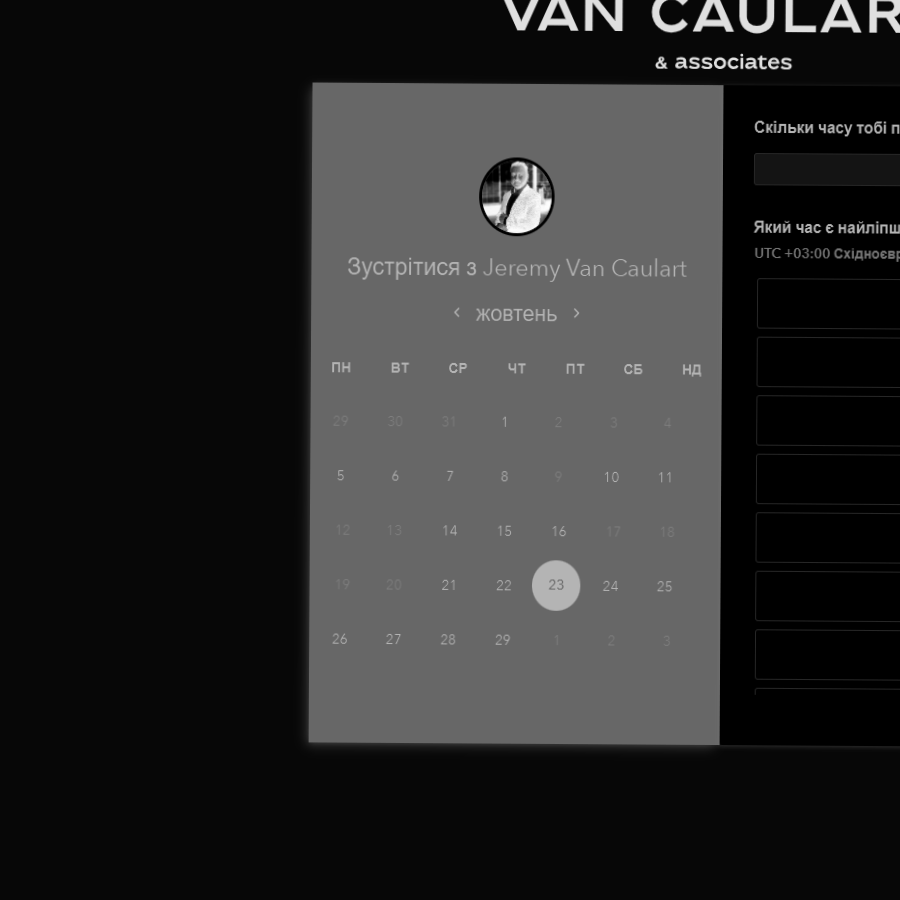 VAN CAULAR
& associates
Зустрітися з Jeremy Van Caulart
‹ жовтень ›
ПН ВТ СР ЧТ ПТ СБ НД
29 30 31 1 2 3 4
5 6 7 8 9 10 11
12 13 14 15 16 17 18
19 20 21 22 23 24 25
26 27 28 29 1 2 3
Скільки часу тобі п
Який час є найліпш
UTC +03:00 Східноєвр